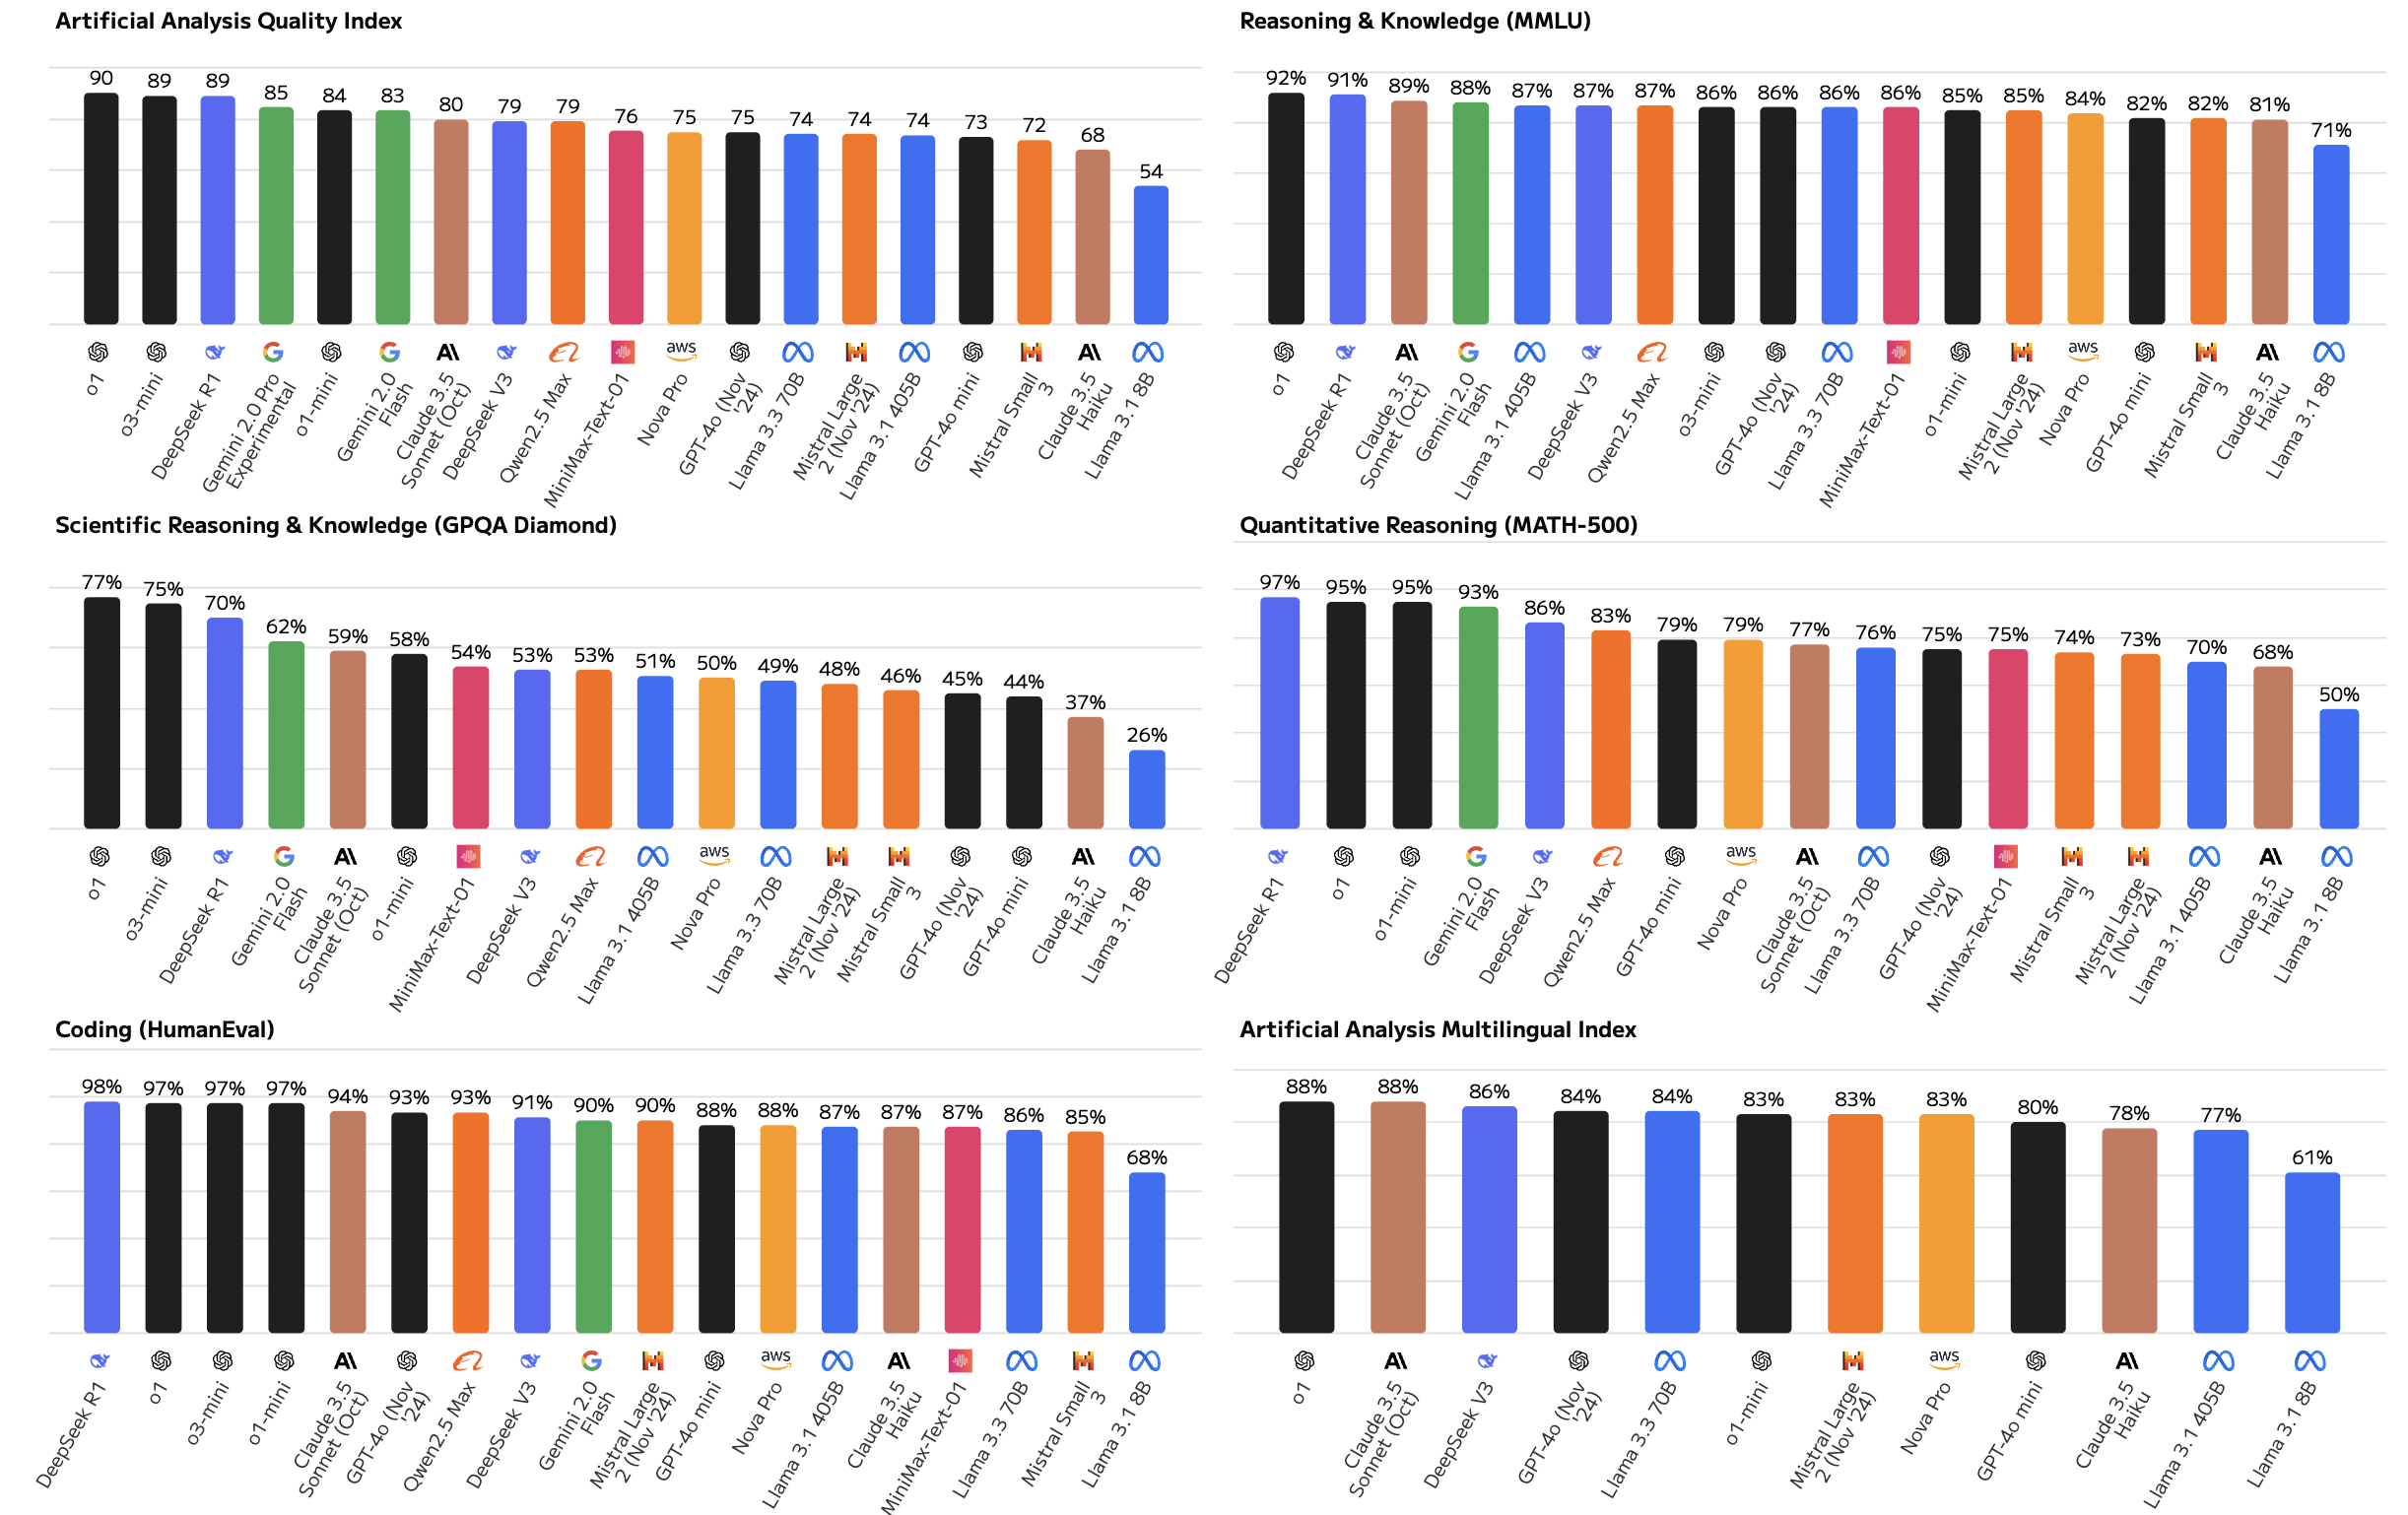 Artificial Analysis Quality Index
90 89 89 85 84 83 80 79 79 76 75 75 74 74 74 73 72 68 54
aws
o1
o3-mini
DeepSeek R1
Gemini 2.0 Pro
Experimental
o1-mini
Gemini 2.0
Flash
Claude 3.5
Sonnet (Oct)
DeepSeek V3
Qwen2.5 Max
MiniMax-Text-01
Nova Pro
GPT-4o (Nov
'24)
Llama 3.3 70B
Mistral Large
2 (Nov '24)
Llama 3.1 405B
GPT-4o mini
Mistral Small
3
Claude 3.5
Haiku
Llama 3.1 8B
Reasoning & Knowledge (MMLU)
92% 91% 89% 88% 87% 87% 87% 86% 86% 86% 86% 85% 85% 84% 82% 82% 81% 71%
aws
o1
DeepSeek R1
Claude 3.5
Sonnet (Oct)
Gemini 2.0
Flash
Llama 3.1 405B
DeepSeek V3
Qwen2.5 Max
o3-mini
GPT-4o (Nov
'24)
Llama 3.3 70B
MiniMax-Text-01
o1-mini
Mistral Large
2 (Nov '24)
Nova Pro
GPT-4o mini
Mistral Small
3
Claude 3.5
Haiku
Llama 3.1 8B
Scientific Reasoning & Knowledge (GPQA Diamond)
77% 75% 70% 62% 59% 58% 54% 53% 53% 51% 50% 49% 48% 46% 45% 44% 37% 26%
aws
o1
o3-mini
DeepSeek R1
Gemini 2.0
Flash
Claude 3.5
Sonnet (Oct)
o1-mini
MiniMax-Text-01
DeepSeek V3
Qwen2.5 Max
Llama 3.1 405B
Nova Pro
Llama 3.3 70B
Mistral Large
2 (Nov '24)
Mistral Small
3
GPT-4o (Nov
'24)
GPT-4o mini
Claude 3.5
Haiku
Llama 3.1 8B
Quantitative Reasoning (MATH-500)
97% 95% 95% 93% 86% 83% 79% 79% 77% 76% 75% 75% 74% 73% 70% 68% 50%
aws
DeepSeek R1
o1
o1-mini
Gemini 2.0
Flash
DeepSeek V3
Qwen2.5 Max
GPT-4o mini
Nova Pro
Claude 3.5
Sonnet (Oct)
Llama 3.3 70B
GPT-4o (Nov
'24)
MiniMax-Text-01
Mistral Small
3
Mistral Large
2 (Nov '24)
Llama 3.1 405B
Claude 3.5
Haiku
Llama 3.1 8B
Coding (HumanEval)
98% 97% 97% 97% 94% 93% 93% 91% 90% 90% 88% 88% 87% 87% 87% 86% 85% 68%
aws
DeepSeek R1
o1
o3-mini
o1-mini
Claude 3.5
Sonnet (Oct)
GPT-4o (Nov
'24)
Qwen2.5 Max
DeepSeek V3
Gemini 2.0
Flash
Mistral Large
2 (Nov '24)
GPT-4o mini
Nova Pro
Llama 3.1 405B
Claude 3.5
Haiku
MiniMax-Text-01
Llama 3.3 70B
Mistral Small
3
Llama 3.1 8B
Artificial Analysis Multilingual Index
88% 88% 86% 84% 84% 83% 83% 83% 80% 78% 77% 61%
aws
o1
Claude 3.5
Sonnet (Oct)
DeepSeek V3
GPT-4o (Nov
'24)
Llama 3.3 70B
o1-mini
Mistral Large
2 (Nov '24)
Nova Pro
GPT-4o mini
Claude 3.5
Haiku
Llama 3.1 405B
Llama 3.1 8B